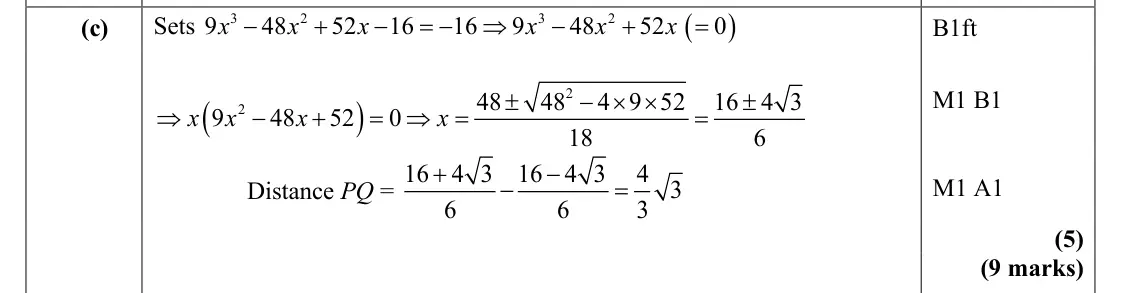 (c) Sets 9x³ − 48x² + 52x − 16 = −16 ⇒ 9x³ − 48x² + 52x (= 0) B1ft
⇒ x(9x² − 48x + 52) = 0 ⇒ x = (48 ± √(48² − 4×9×52))/18 = (16 ± 4√3)/6 M1 B1
Distance PQ = (16 + 4√3)/6 − (16 − 4√3)/6 = 4/3 √3 M1 A1
(5)
(9 marks)